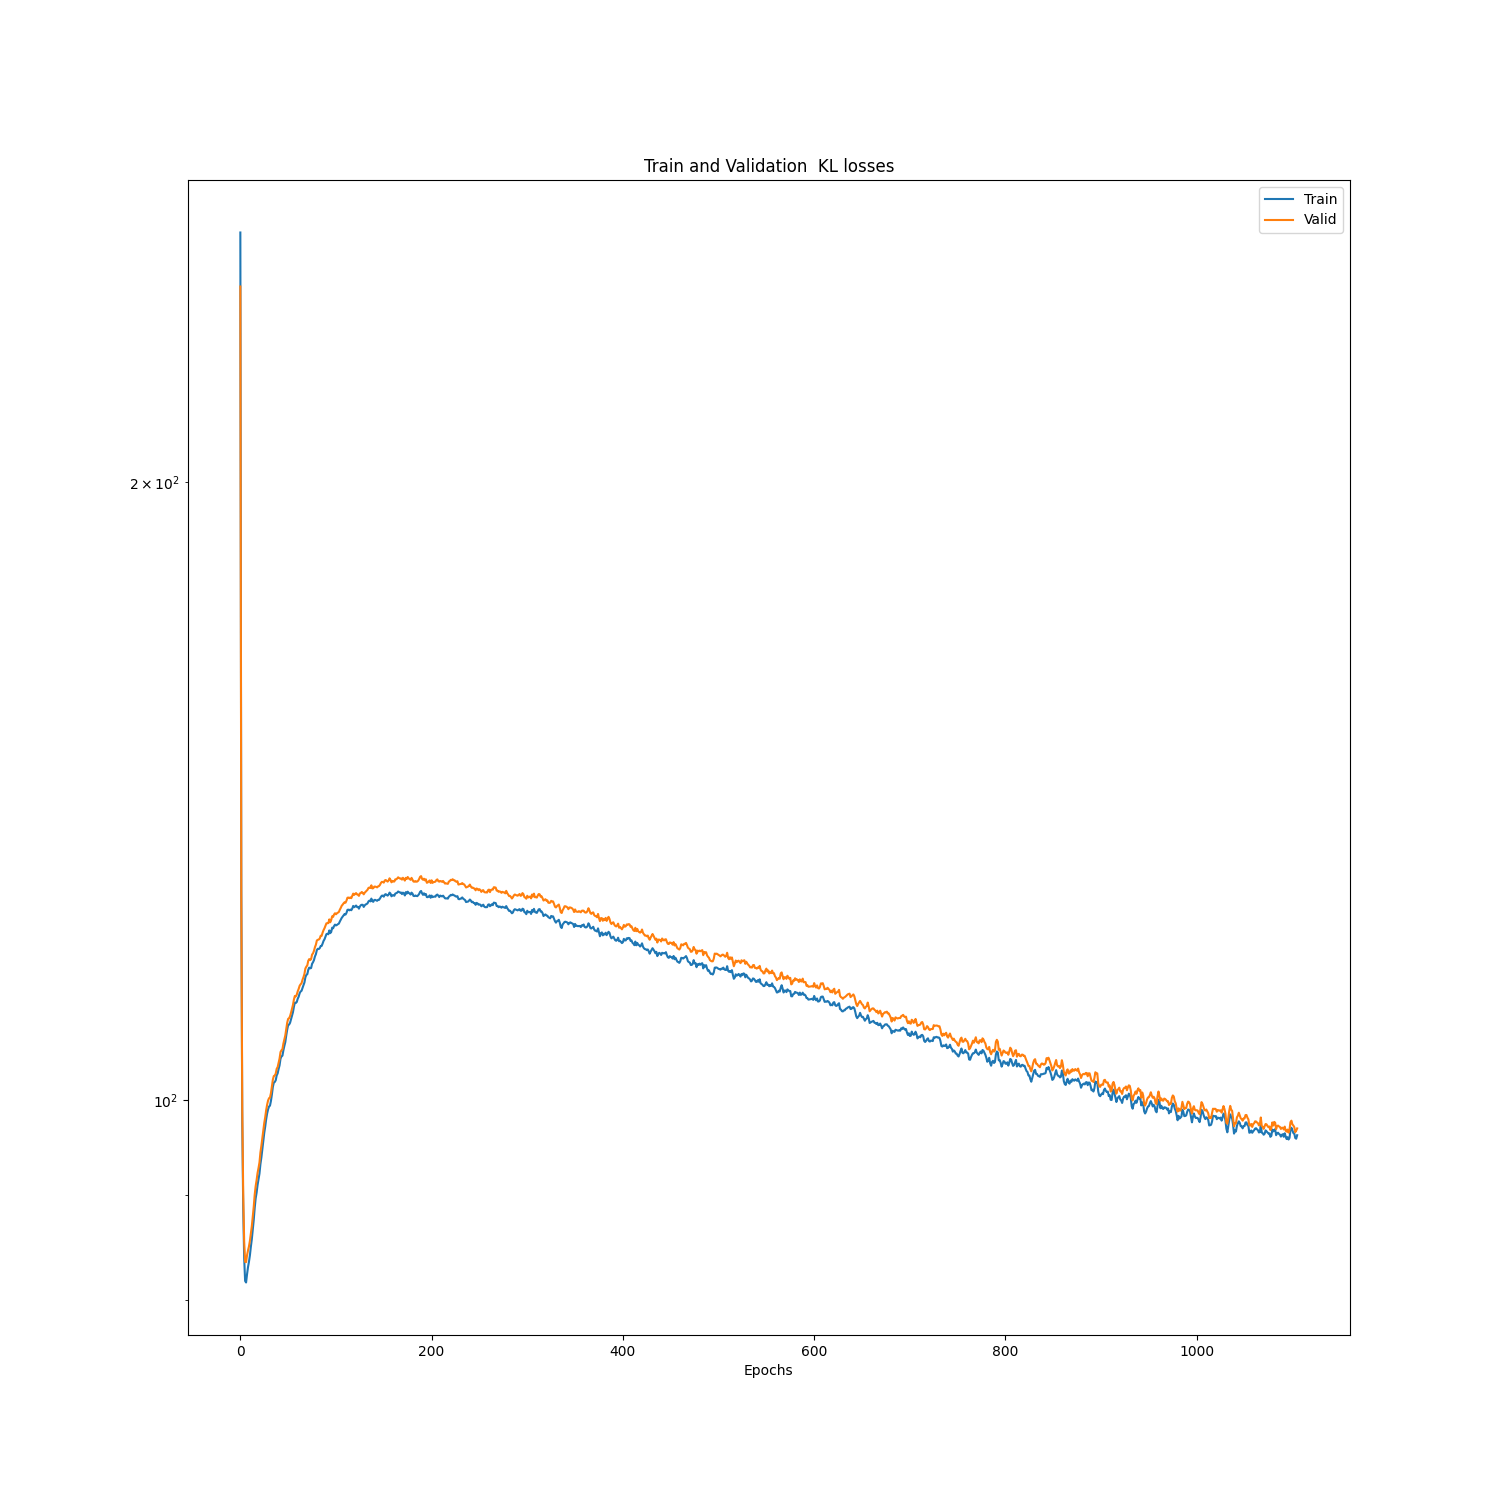 Train and Validation  KL losses
Train
Valid
2 × 10²
10²
0 200 400 600 800 1000
Epochs